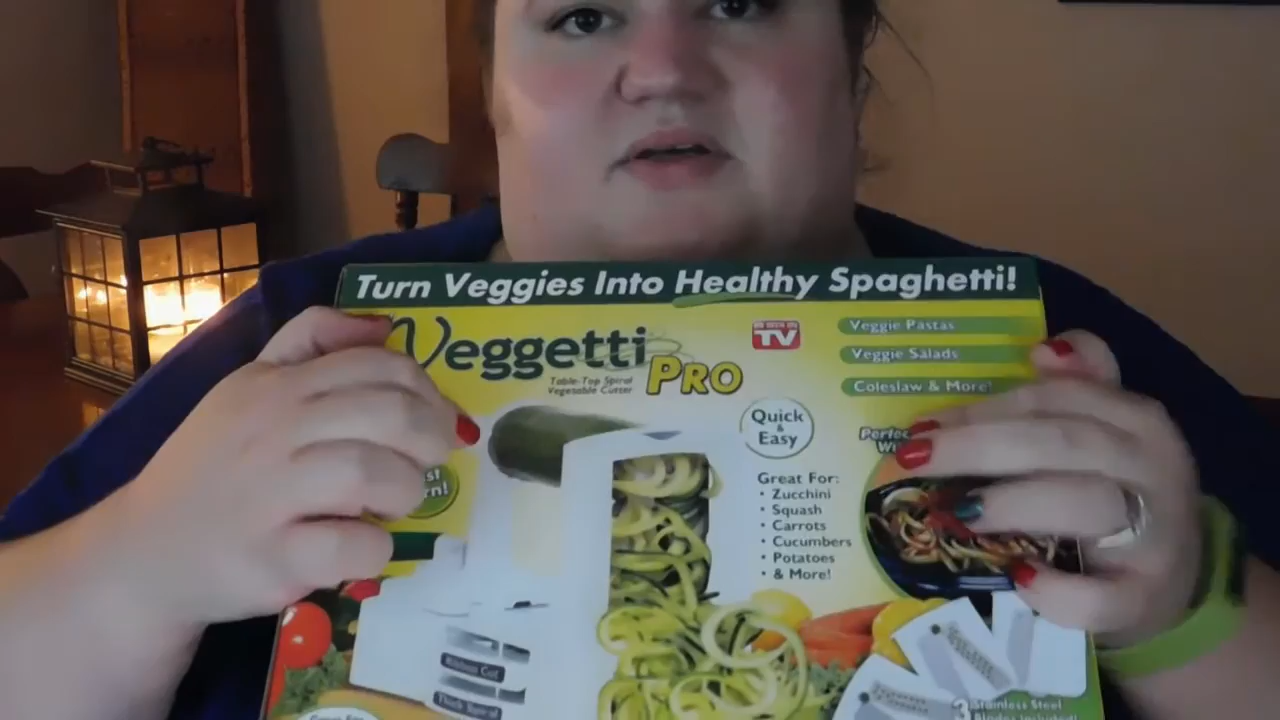 Turn Veggies Into Healthy Spaghetti!
Veggetti
PRO
Table-Top Spiral
Vegetable Cutter
AS SEEN ON
TV
Veggie Pastas
Veggie Salads
Coleslaw & More!
Quick
&
Easy
Great For:
• Zucchini
• Squash
• Carrots
• Cucumbers
• Potatoes
• & More!
Ribbon Cut
3 Stainless Steel
Blades Included!